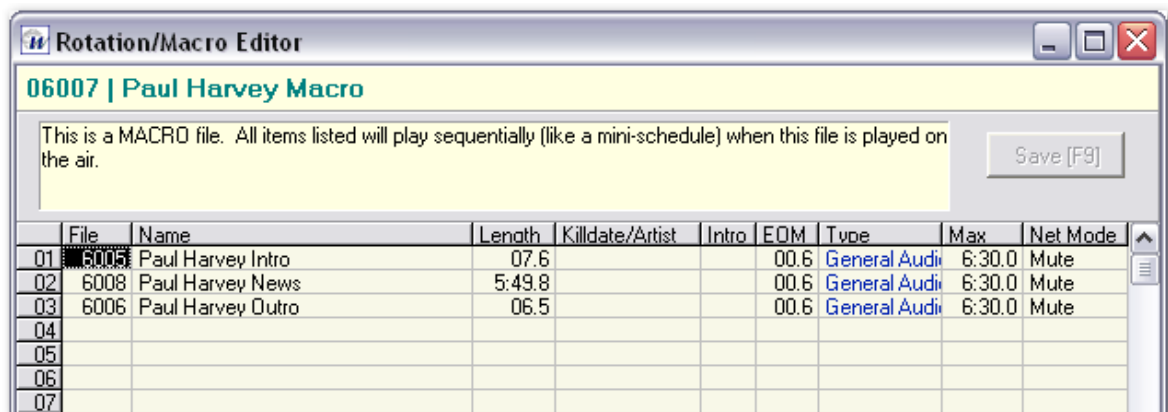 Rotation/Macro Editor
06007 | Paul Harvey Macro
This is a MACRO file. All items listed will play sequentially (like a mini-schedule) when this file is played on
the air.
Save [F9]
File Name Length Killdate/Artist Intro EOM Type Max Net Mode
01 6005 Paul Harvey Intro 07.6 00.6 General Audi 6:30.0 Mute
02 6008 Paul Harvey News 5:49.8 00.6 General Audi 6:30.0 Mute
03 6006 Paul Harvey Outro 06.5 00.6 General Audi 6:30.0 Mute
04
05
06
07